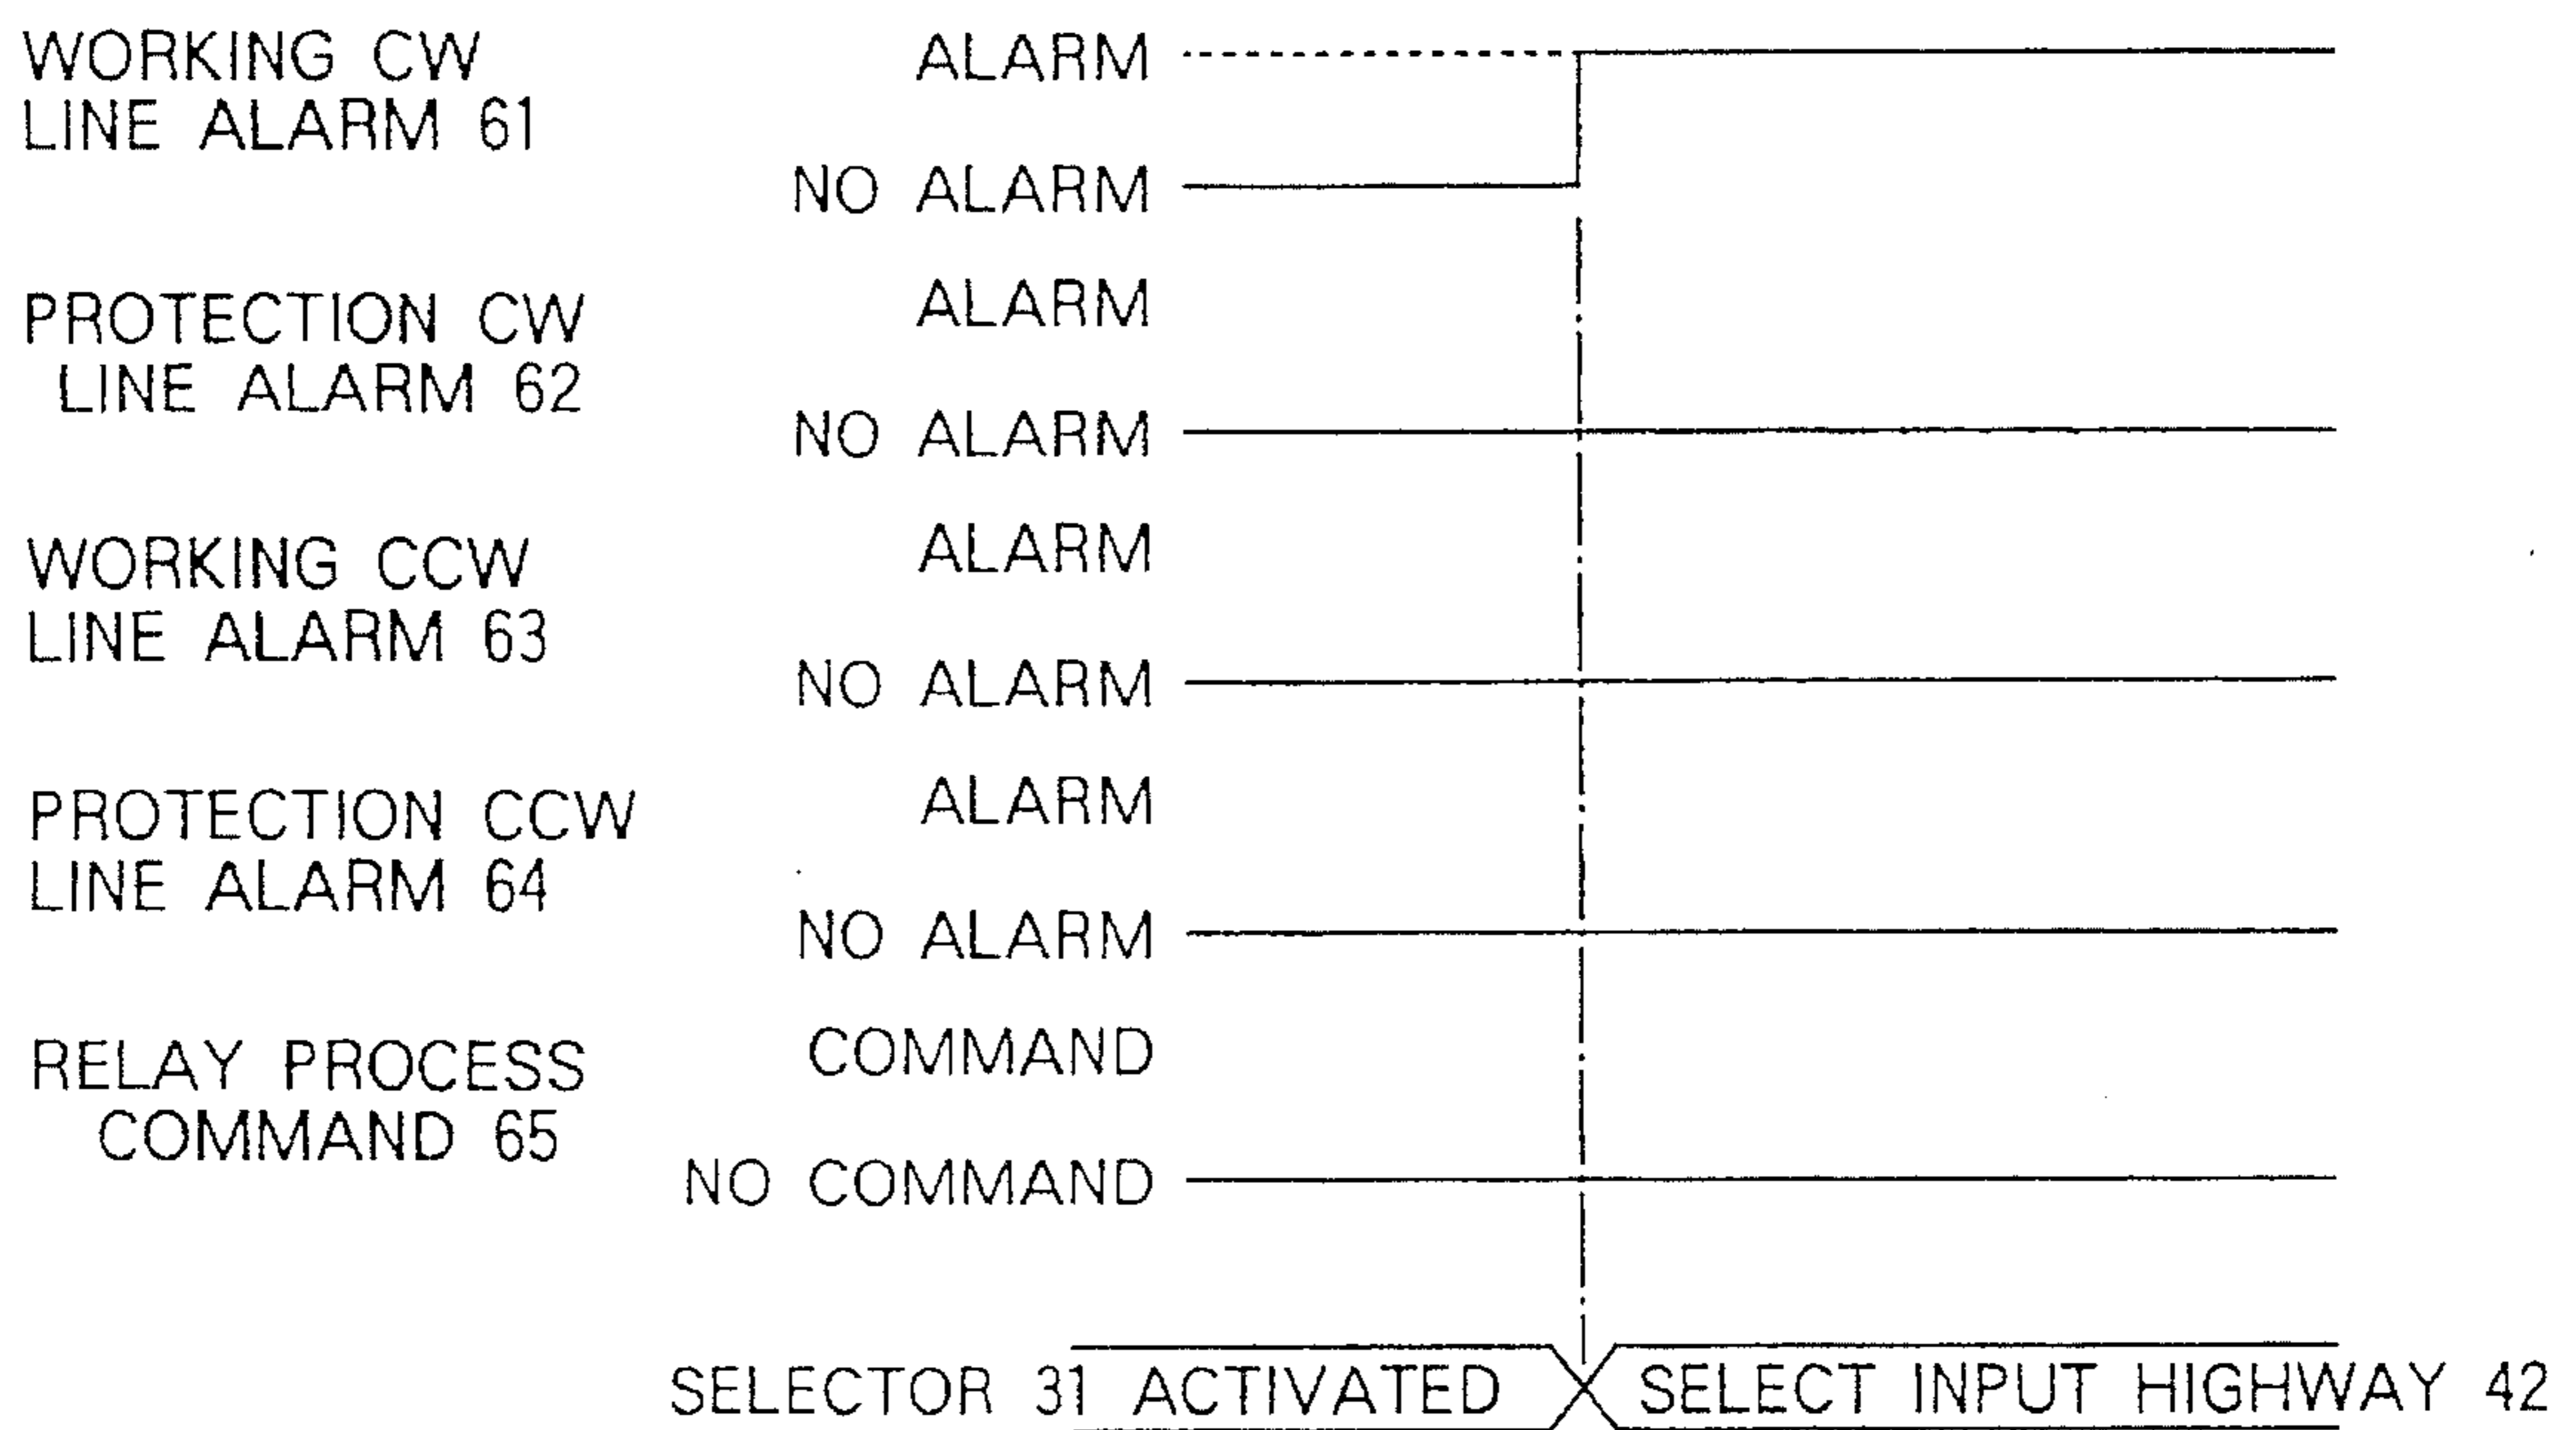 WORKING CW
LINE ALARM 61
ALARM
NO ALARM
PROTECTION CW
LINE ALARM 62
ALARM
NO ALARM
WORKING CCW
LINE ALARM 63
ALARM
NO ALARM
PROTECTION CCW
LINE ALARM 64
ALARM
NO ALARM
RELAY PROCESS
COMMAND 65
COMMAND
NO COMMAND
SELECTOR 31 ACTIVATED SELECT INPUT HIGHWAY 42